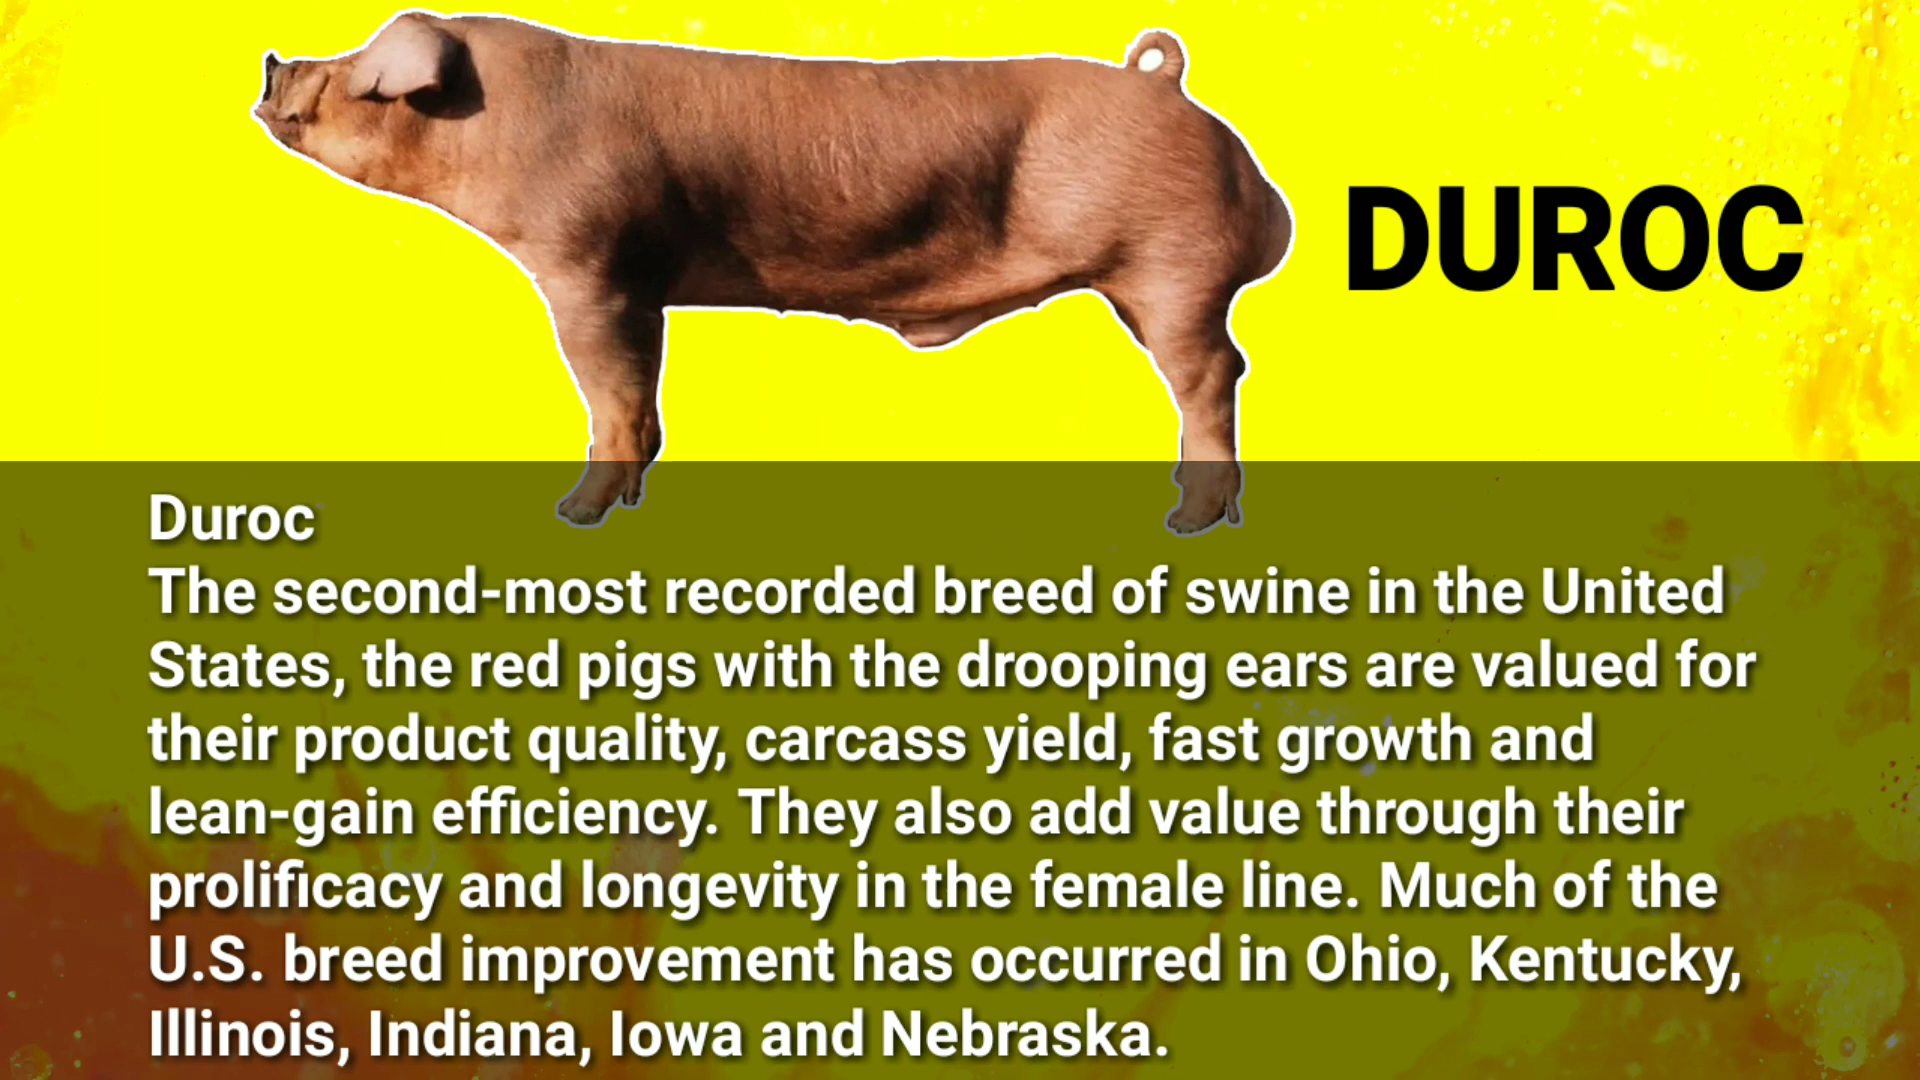 DUROC
Duroc
The second-most recorded breed of swine in the United
States, the red pigs with the drooping ears are valued for
their product quality, carcass yield, fast growth and
lean-gain efficiency. They also add value through their
prolificacy and longevity in the female line. Much of the
U.S. breed improvement has occurred in Ohio, Kentucky,
Illinois, Indiana, Iowa and Nebraska.